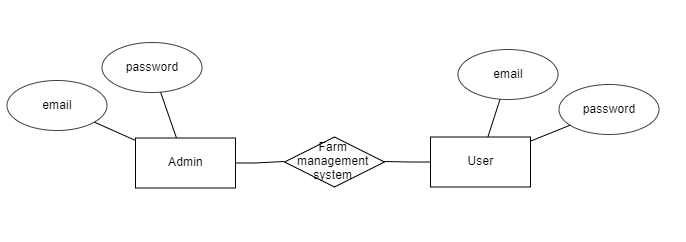 password
email
Admin
Farm
management
system
email
password
User